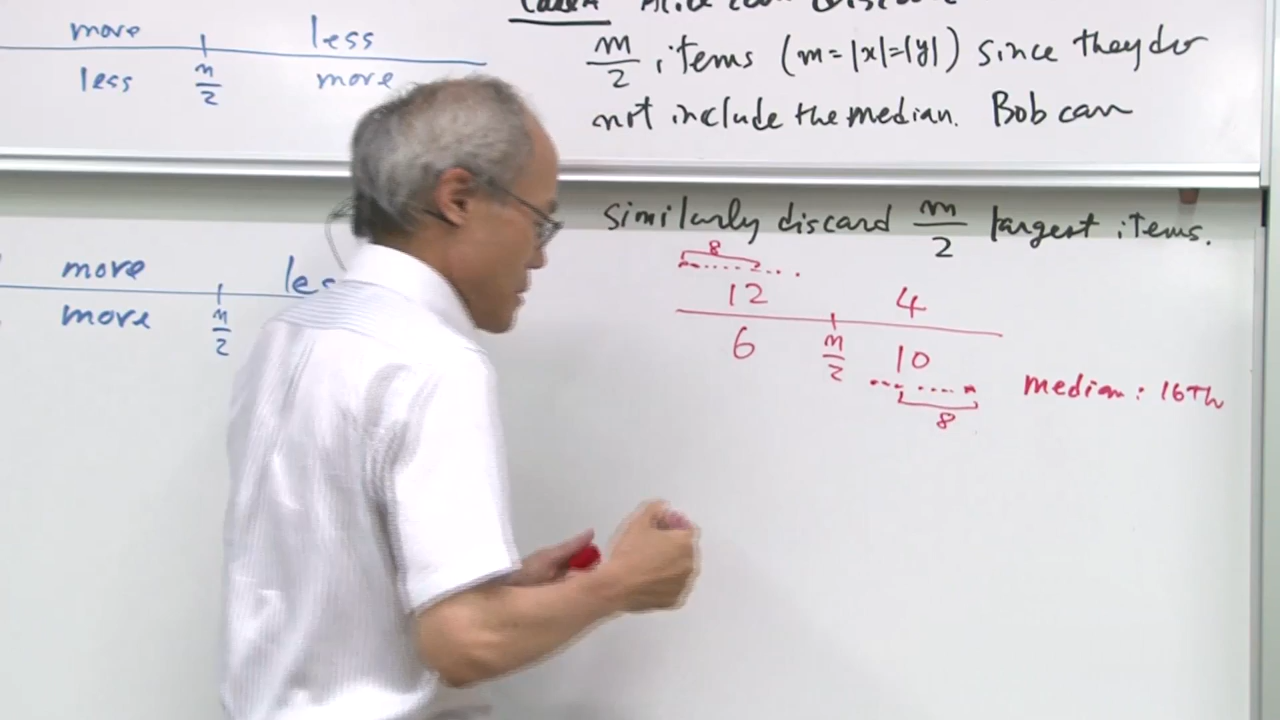 more less
less m/2 more
m/2 items (m=|x|=|y|) since they do
not include the median. Bob can
similarly discard m/2 largest items.
more les
more m/2
8
12 4
6 m/2 10
median: 16th
8